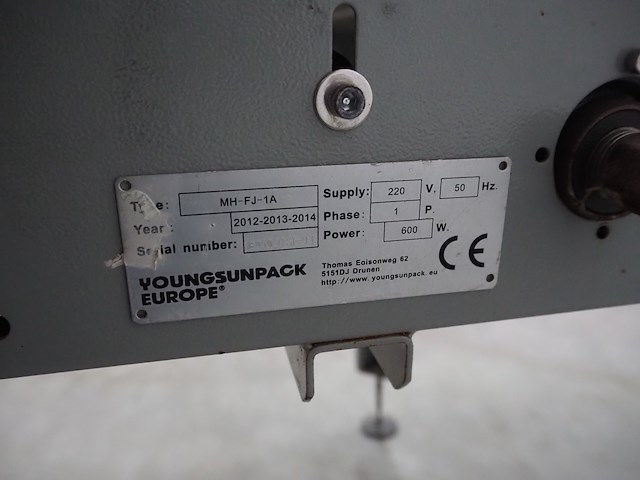 Type: MH-FJ-1A Supply: 220 V. 50 Hz.
Year: 2012-2013-2014 Phase: 1 P.
Serial number: Power: 600 W.
YOUNGSUNPACK
EUROPE®
Thomas Eoisonweg 62
5151DJ Drunen
http://www.youngsunpack.eu
CE